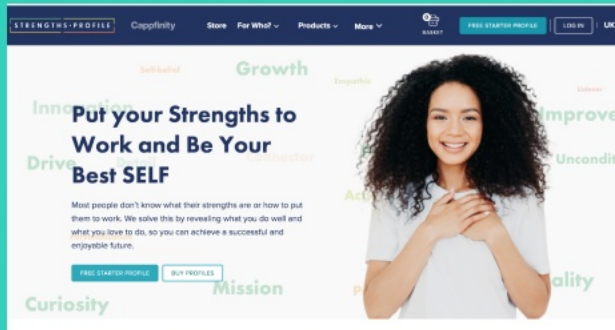 STRENGTHS PROFILE Cappfinity Store For Who? Products More 0 BASKET FREE STARTER PROFILE LOG IN UK
Self-belief
Growth
Empathic
Listener
Innovation
Improve
Put your Strengths to
Work and Be Your
Best SELF
Drive
Detail
Connector
Uncondit
Most people don't know what their strengths are or how to put
them to work. We solve this by revealing what you do well and
what you love to do, so you can achieve a successful and
enjoyable future.
FREE STARTER PROFILE BUY PROFILES
Mission
ality
Curiosity